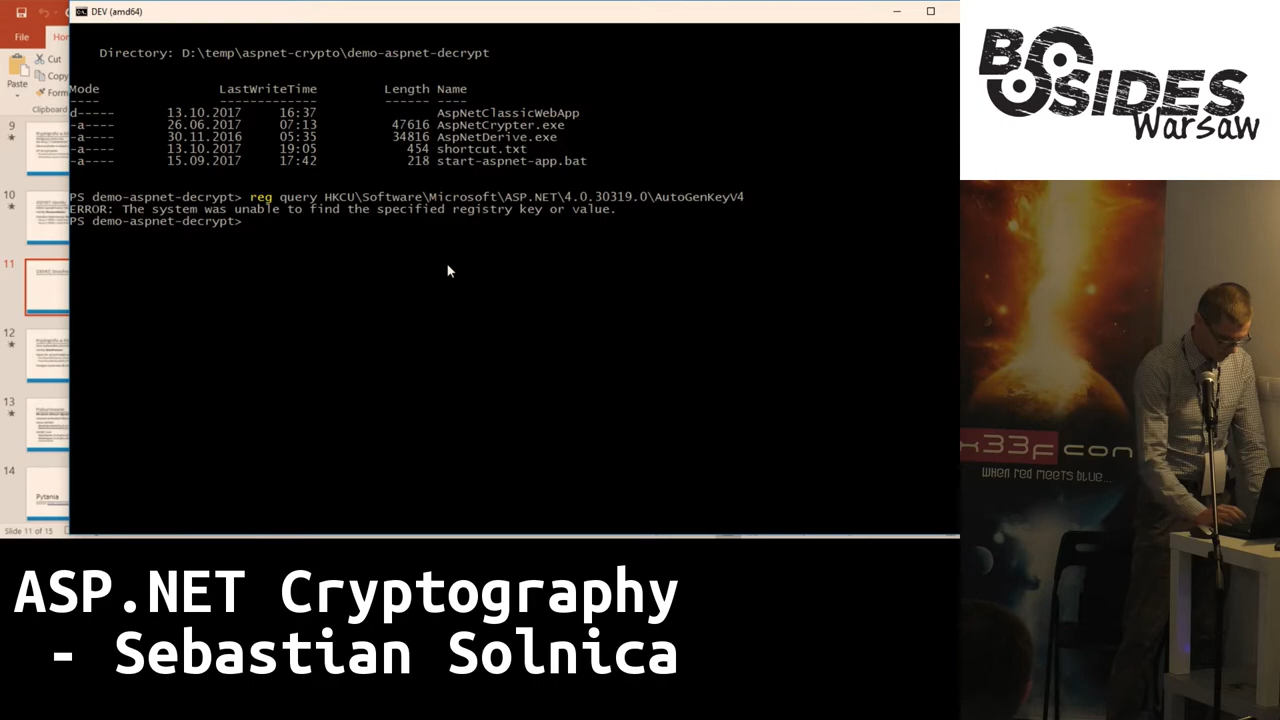 DEV (amd64)
File
Hom
Paste
Cut
Copy
Form
Clipboard
Directory: D:\temp\aspnet-crypto\demo-aspnet-decrypt
Mode LastWriteTime Length Name
---- ------------- ------ ----
d----- 13.10.2017 16:37 AspNetClassicWebApp
-a---- 26.06.2017 07:13 47616 AspNetCrypter.exe
-a---- 30.11.2016 05:35 34816 AspNetDerive.exe
-a---- 13.10.2017 19:05 454 shortcut.txt
-a---- 15.09.2017 17:42 218 start-aspnet-app.bat
PS demo-aspnet-decrypt> reg query HKCU\Software\Microsoft\ASP.NET\4.0.30319.0\AutoGenKeyV4
ERROR: The system was unable to find the specified registry key or value.
PS demo-aspnet-decrypt>
9
10
11
12
13
14
Pytania
Slide 11 of 15
BSIDES
Warsaw
x33fcon
When red meets blue...
ASP.NET Cryptography
- Sebastian Solnica